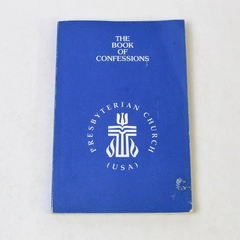 THE
BOOK
OF
CONFESSIONS
PRESBYTERIAN CHURCH
(USA)